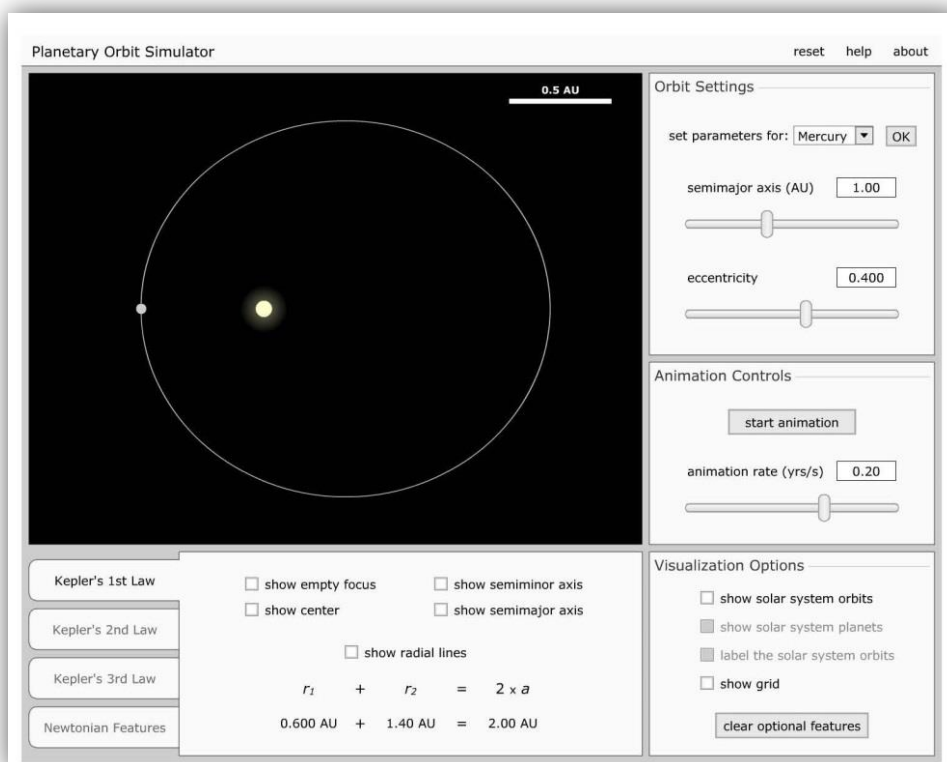 Planetary Orbit Simulator
reset help about
0.5 AU
Orbit Settings
set parameters for: Mercury OK
semimajor axis (AU) 1.00
eccentricity 0.400
Animation Controls
start animation
animation rate (yrs/s) 0.20
Kepler's 1st Law
Kepler's 2nd Law
Kepler's 3rd Law
Newtonian Features
show empty focus show semiminor axis
show center show semimajor axis
show radial lines
r₁ + r₂ = 2 x a
0.600 AU + 1.40 AU = 2.00 AU
Visualization Options
show solar system orbits
show solar system planets
label the solar system orbits
show grid
clear optional features